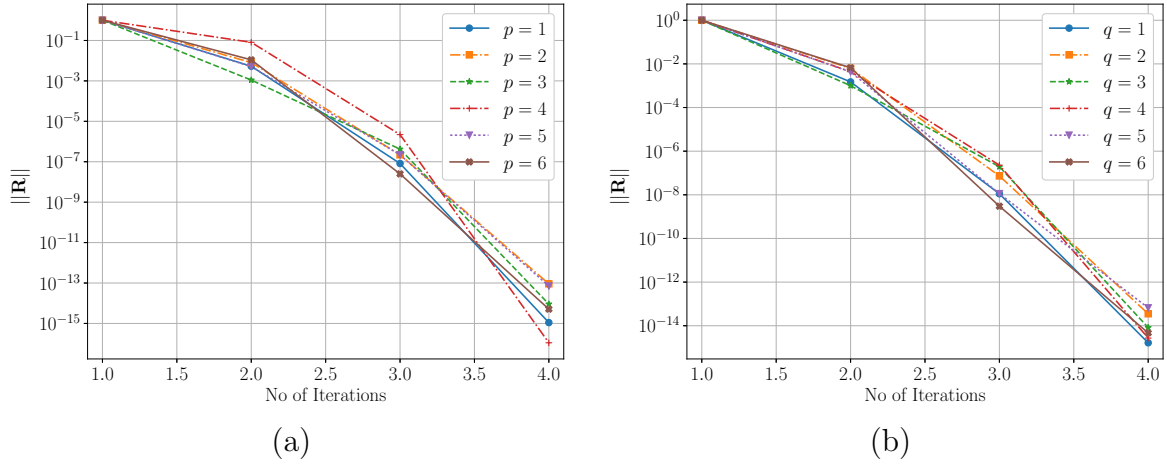 10^{-1}
10^{-3}
10^{-5}
10^{-7}
10^{-9}
10^{-11}
10^{-13}
10^{-15}
||R||
1.0 1.5 2.0 2.5 3.0 3.5 4.0
No of Iterations
p = 1
p = 2
p = 3
p = 4
p = 5
p = 6
(a)
10^{0}
10^{-2}
10^{-4}
10^{-6}
10^{-8}
10^{-10}
10^{-12}
10^{-14}
||R||
1.0 1.5 2.0 2.5 3.0 3.5 4.0
No of Iterations
q = 1
q = 2
q = 3
q = 4
q = 5
q = 6
(b)